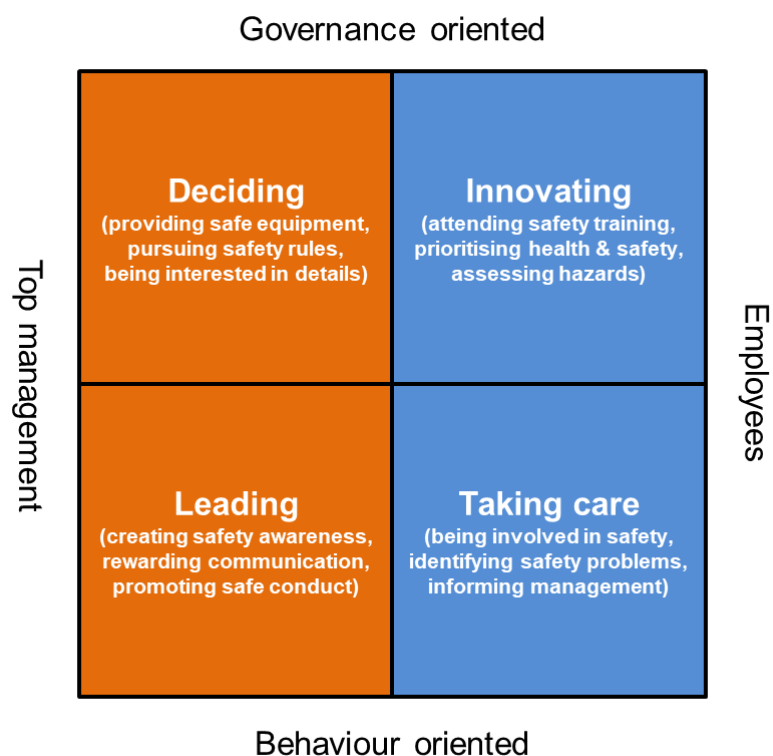 Governance oriented
Top management
Deciding
(providing safe equipment,
pursuing safety rules,
being interested in details)
Innovating
(attending safety training,
prioritising health & safety,
assessing hazards)
Employees
Leading
(creating safety awareness,
rewarding communication,
promoting safe conduct)
Taking care
(being involved in safety,
identifying safety problems,
informing management)
Behaviour oriented